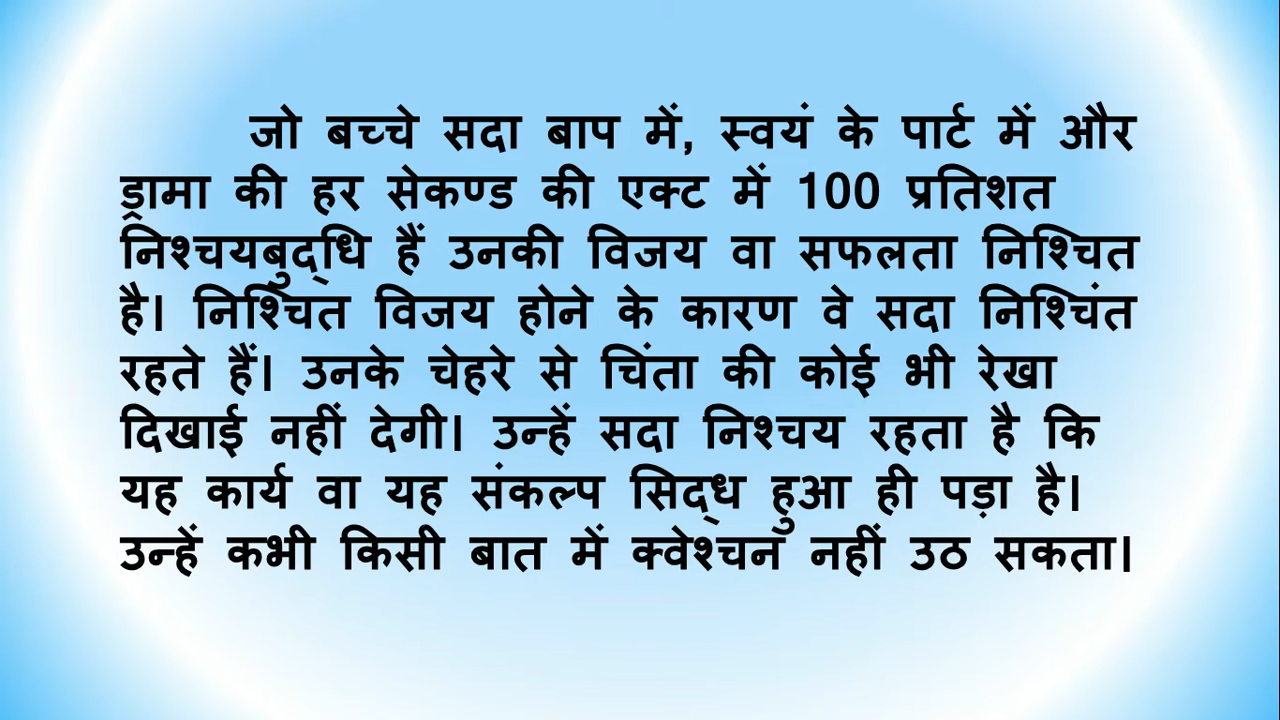 जो बच्चे सदा बाप में, स्वयं के पार्ट में और
ड्रामा की हर सेकण्ड की एक्ट में 100 प्रतिशत
निश्चयबुद्धि हैं उनकी विजय वा सफलता निश्चित
है। निश्चित विजय होने के कारण वे सदा निश्चिंत
रहते हैं। उनके चेहरे से चिंता की कोई भी रेखा
दिखाई नहीं देगी। उन्हें सदा निश्चय रहता है कि
यह कार्य वा यह संकल्प सिद्ध हुआ ही पड़ा है।
उन्हें कभी किसी बात में क्वेश्चन नहीं उठ सकता।